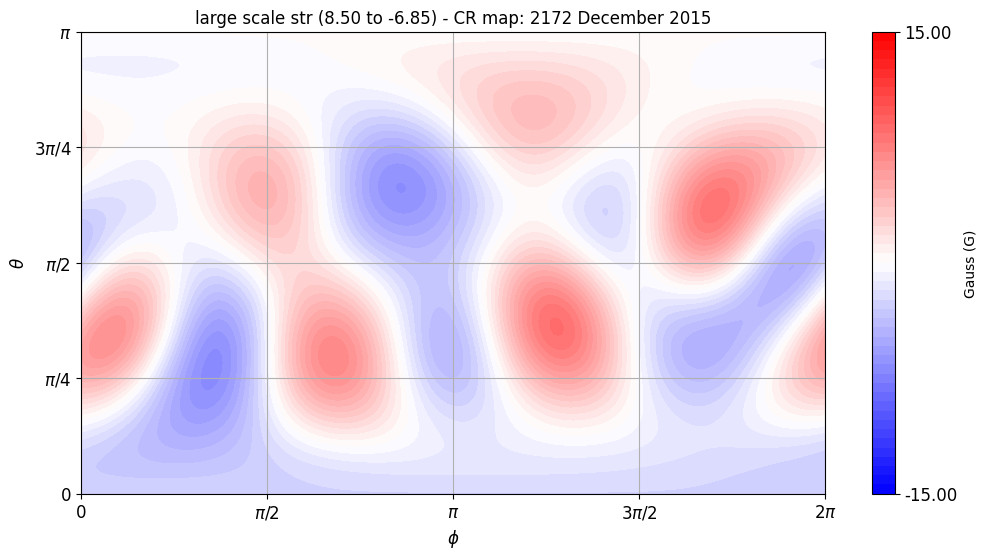 large scale str (8.50 to -6.85) - CR map: 2172 December 2015
π
3π/4
π/2
π/4
0
θ
0
π/2
π
3π/2
2π
ϕ
15.00
-15.00
Gauss (G)